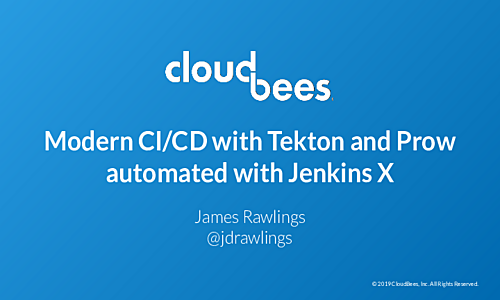 cloudbees
Modern CI/CD with Tekton and Prow
automated with Jenkins X
James Rawlings
@jdrawlings
© 2019 CloudBees, Inc. All Rights Reserved.